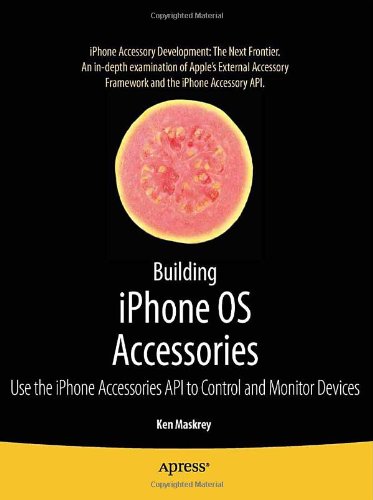 iPhone Accessory Development: The Next Frontier.
An in-depth examination of Apple's External Accessory
Framework and the iPhone Accessory API.
Building
iPhone OS
Accessories
Use the iPhone Accessories API to Control and Monitor Devices
Ken Maskrey
Apress®
Copyrighted Material
Copyrighted Material